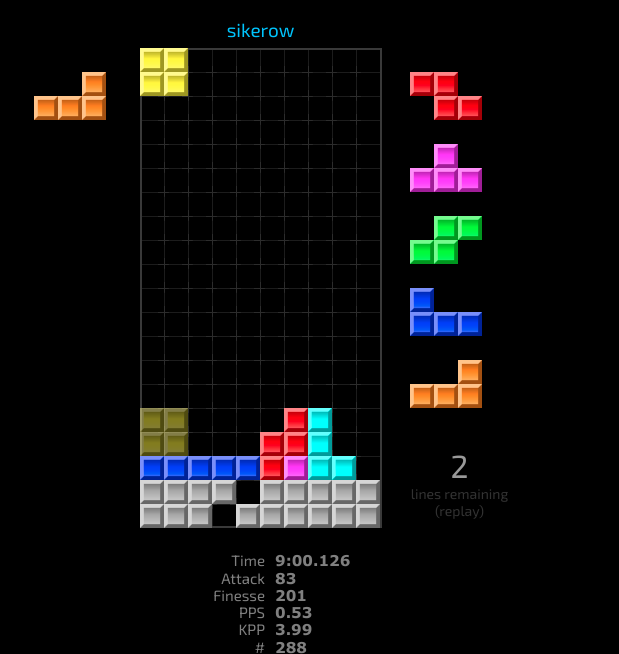 sikerow
2
lines remaining
(replay)
Time 9:00.126
Attack 83
Finesse 201
PPS 0.53
KPP 3.99
# 288